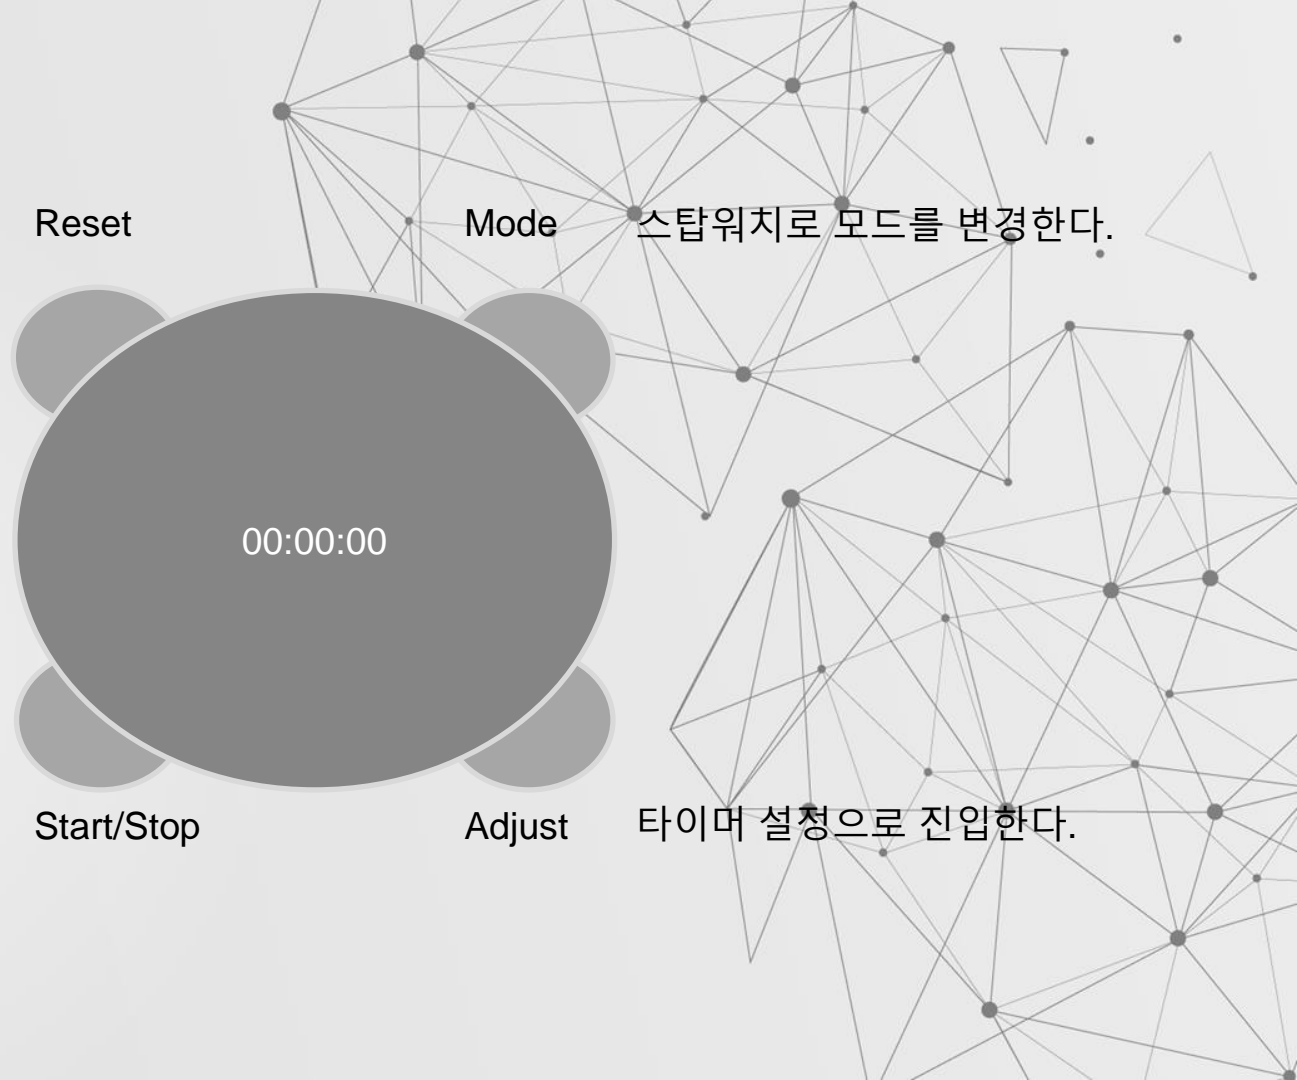 Reset
Mode
스탑워치로 모드를 변경한다.
00:00:00
Start/Stop
Adjust
타이머 설정으로 진입한다.